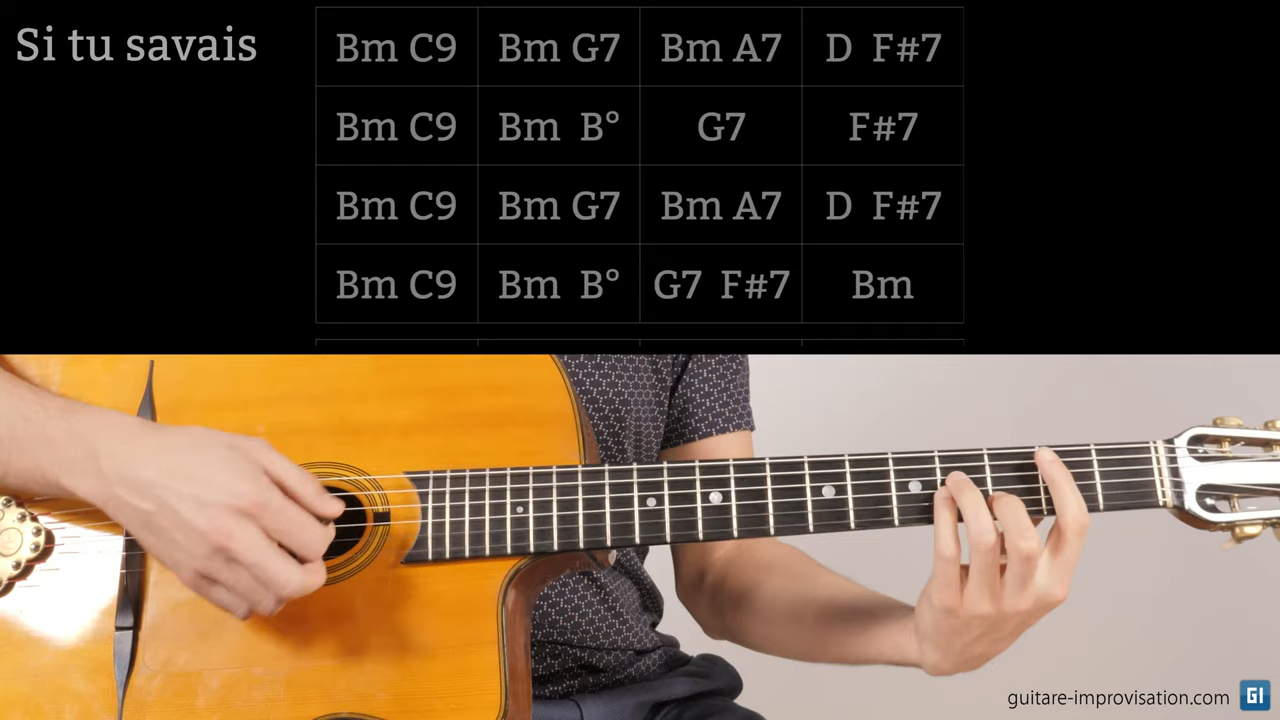 Si tu savais
Bm C9 Bm G7 Bm A7 D F#7
Bm C9 Bm B° G7 F#7
Bm C9 Bm G7 Bm A7 D F#7
Bm C9 Bm B° G7 F#7 Bm
guitare-improvisation.com GI